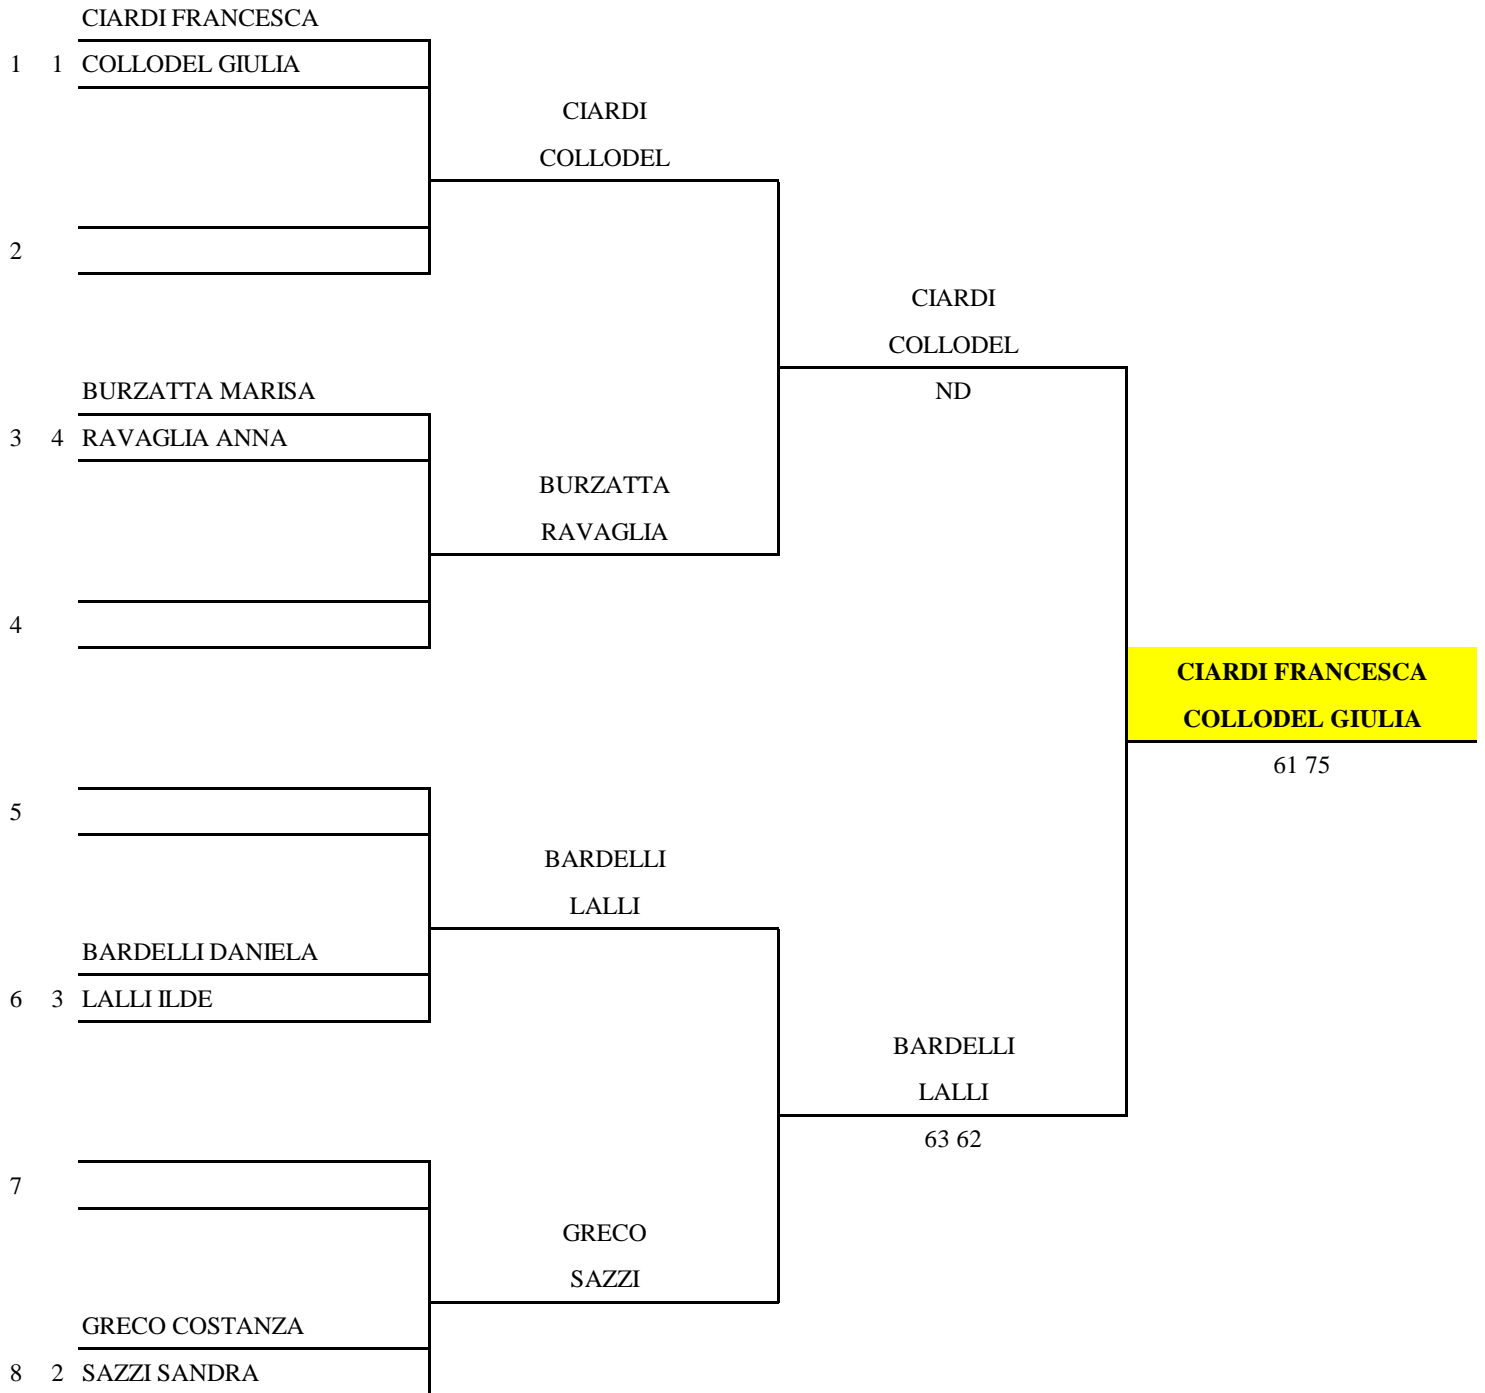 CIARDI FRANCESCA
1 1 COLLODEL GIULIA
CIARDI
COLLODEL
2
CIARDI
COLLODEL
ND
BURZATTA MARISA
3 4 RAVAGLIA ANNA
BURZATTA
RAVAGLIA
4
CIARDI FRANCESCA
COLLODEL GIULIA
61 75
5
BARDELLI
LALLI
BARDELLI DANIELA
6 3 LALLI ILDE
BARDELLI
LALLI
63 62
7
GRECO
SAZZI
GRECO COSTANZA
8 2 SAZZI SANDRA